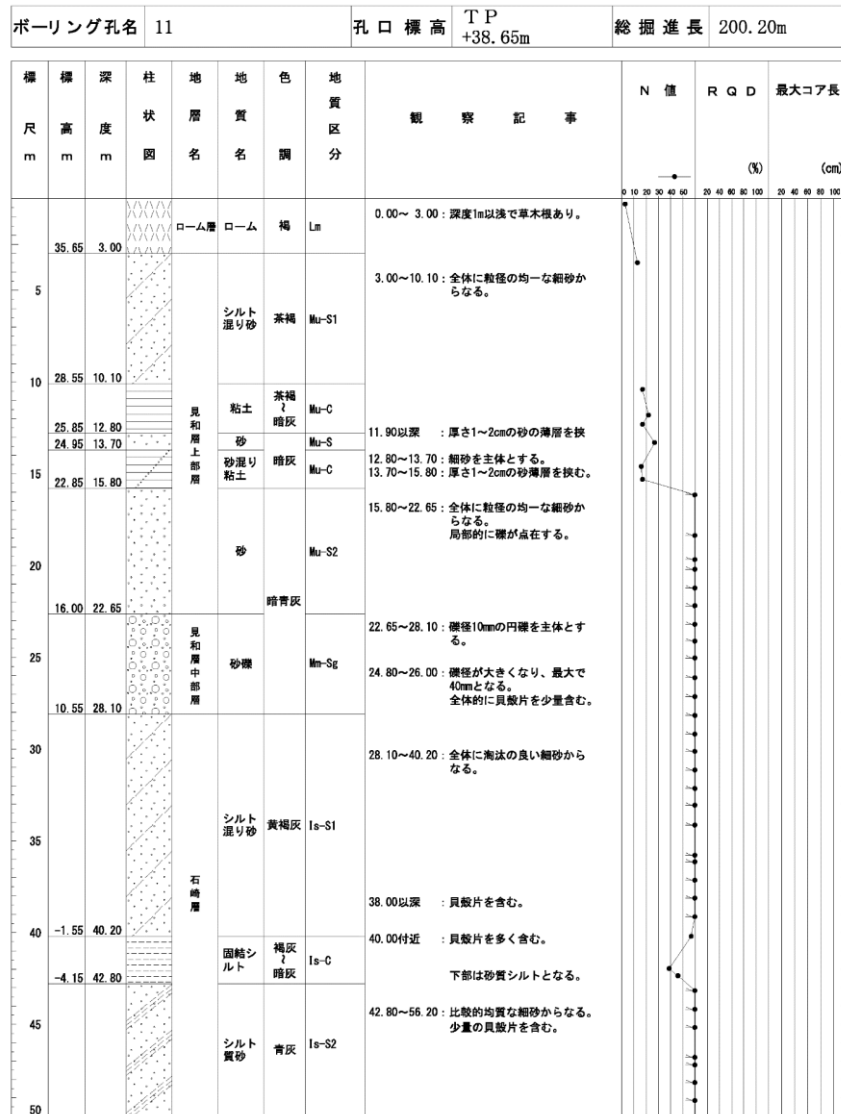 ボーリング孔名 11 孔口標高 TP +38.65m 総掘進長 200.20m
標尺 m 標高 m 深度 m 柱状図 地層名 地質名 色調 地質区分 観察記事 N値 RQD (%) 最大コア長 (cm)
0 10 20 30 40 50 60 20 40 60 80 100 20 40 60 80 100
35.65 3.00 ローム層 ローム 褐 Lm
0.00～ 3.00：深度1m以浅で草木根あり。
5
28.55 10.10 シルト混り砂 茶褐 Mu-S1
3.00～10.10：全体に粒径の均一な細砂か
らなる。
10
見和層上部層
25.85 12.80 粘土 茶褐～暗灰 Mu-C
11.90以深 ：厚さ1～2cmの砂の薄層を挟
24.95 13.70 砂 暗灰 Mu-S
12.80～13.70：細砂を主体とする。
15
22.85 15.80 砂混り粘土 Mu-C
13.70～15.80：厚さ1～2cmの砂薄層を挟む。
20
16.00 22.65 砂 暗青灰 Mu-S2
15.80～22.65：全体に粒径の均一な細砂か
らなる。
局部的に礫が点在する。
25
10.55 28.10 見和層中部層 砂礫 Mm-Sg
22.65～28.10：礫径10mmの円礫を主体とす
る。
24.80～26.00：礫径が大きくなり、最大で
40mmとなる。
全体的に貝殻片を少量含む。
30
35
石崎層
-1.55 40.20 シルト混り砂 黄褐灰 Is-S1
28.10～40.20：全体に淘汰の良い細砂から
なる。
38.00以深 ：貝殻片を含む。
40
40.00付近 ：貝殻片を多く含む。
-4.15 42.80 固結シルト 褐灰～暗灰 Is-C
下部は砂質シルトとなる。
45
シルト質砂 青灰 Is-S2
42.80～56.20：比較的均質な細砂からなる。
少量の貝殻片を含む。
50